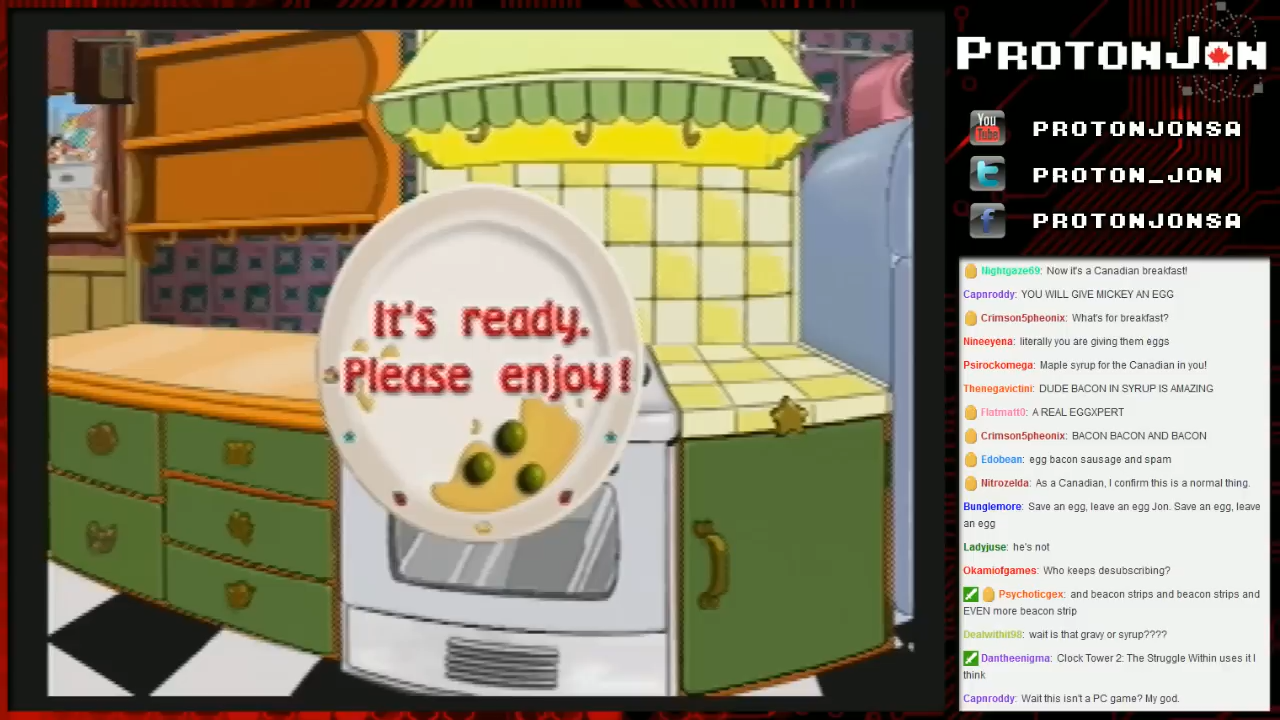 PROTONJON
You Tube PROTONJONSA
PROTON_JON
PROTONJONSA
It's ready.
Please enjoy!
Nightgaze69: Now it's a Canadian breakfast!
Capnroddy: YOU WILL GIVE MICKEY AN EGG
Crimson5pheonix: What's for breakfast?
Nineeyena: literally you are giving them eggs
Psirockomega: Maple syrup for the Canadian in you!
Thenegavictini: DUDE BACON IN SYRUP IS AMAZING
Flatmatt0: A REAL EGGXPERT
Crimson5pheonix: BACON BACON AND BACON
Edobean: egg bacon sausage and spam
Nitrozelda: As a Canadian, I confirm this is a normal thing.
Bunglemore: Save an egg, leave an egg Jon. Save an egg, leave
an egg
Ladyjuse: he's not
Okamiofgames: Who keeps desubscribing?
Psychoticgex: and beacon strips and beacon strips and
EVEN more beacon strip
Dealwithit98: wait is that gravy or syrup????
Dantheenigma: Clock Tower 2: The Struggle Within uses it I
think
Capnroddy: Wait this isn't a PC game? My god.